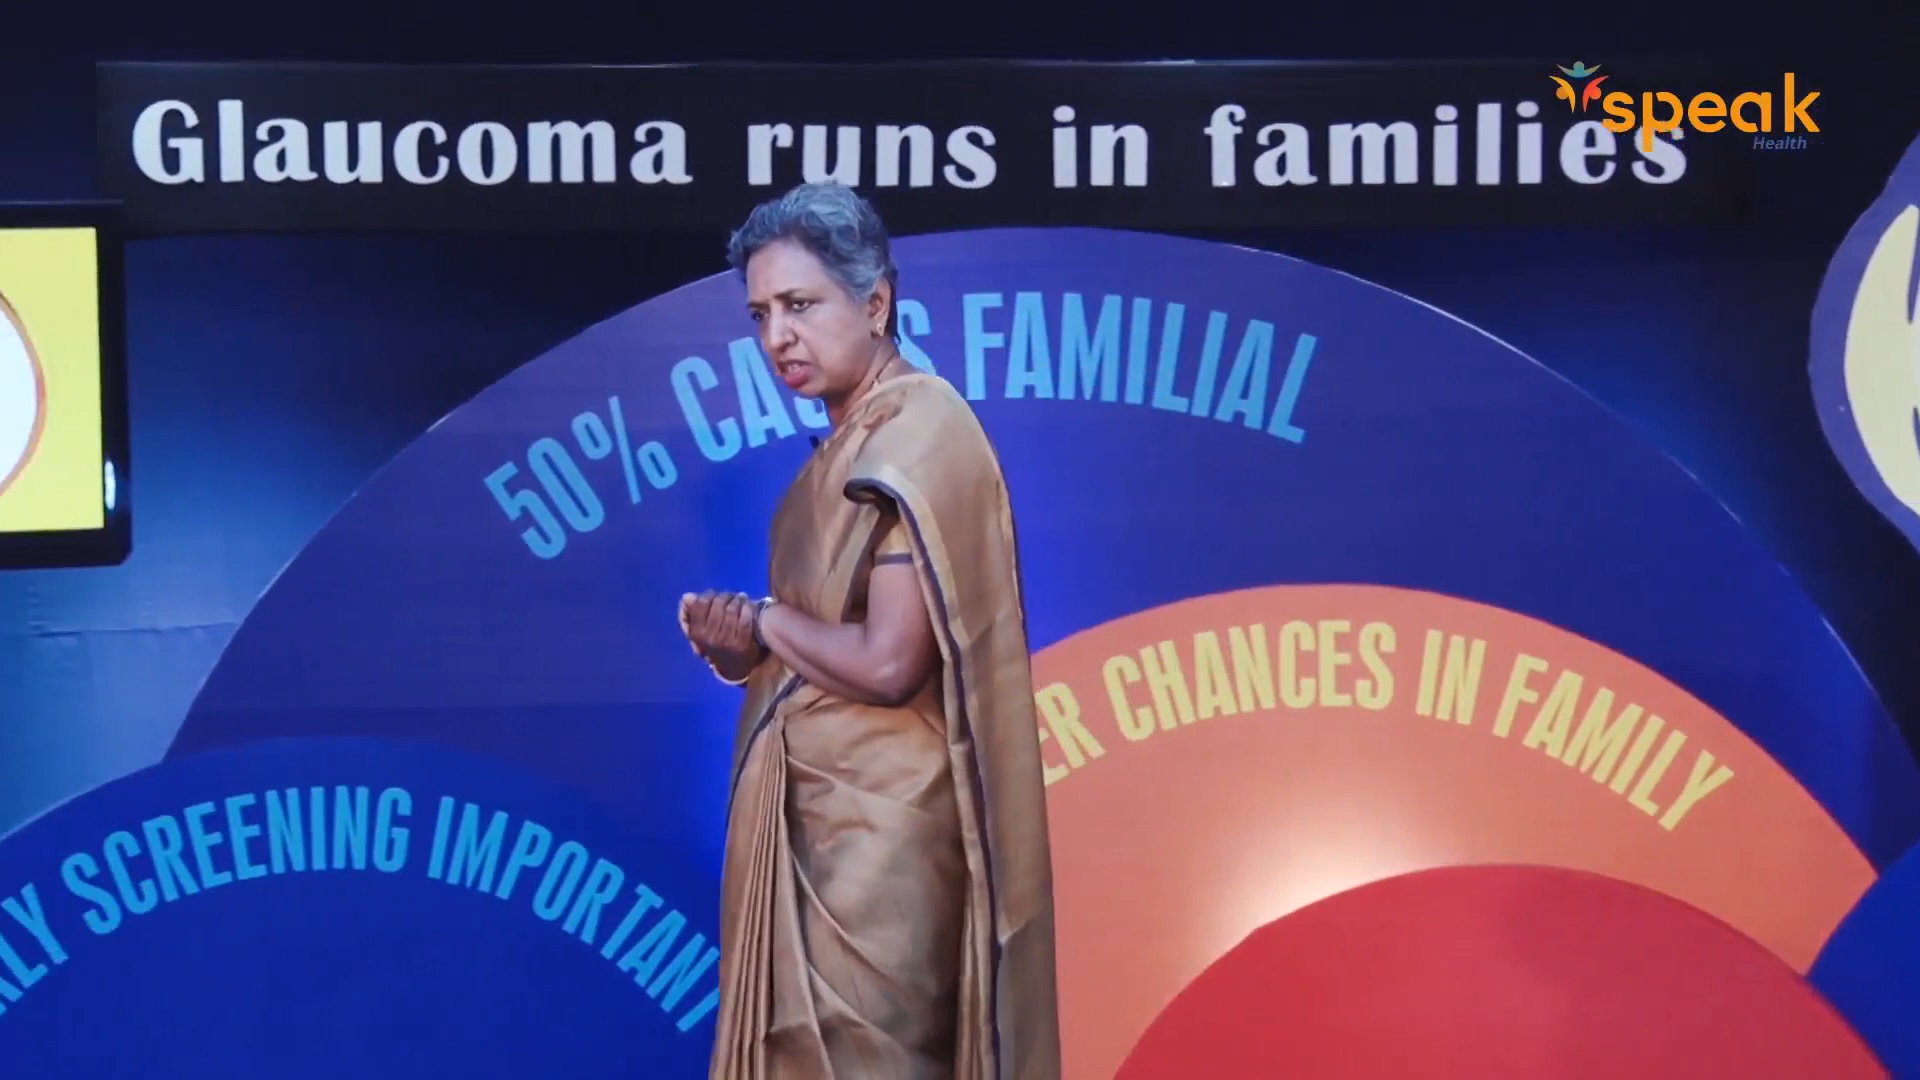 Glaucoma runs in families
speak
Health
50% FAMILIAL
CHANCES IN FAMILY
SCREENING IMPORTANT